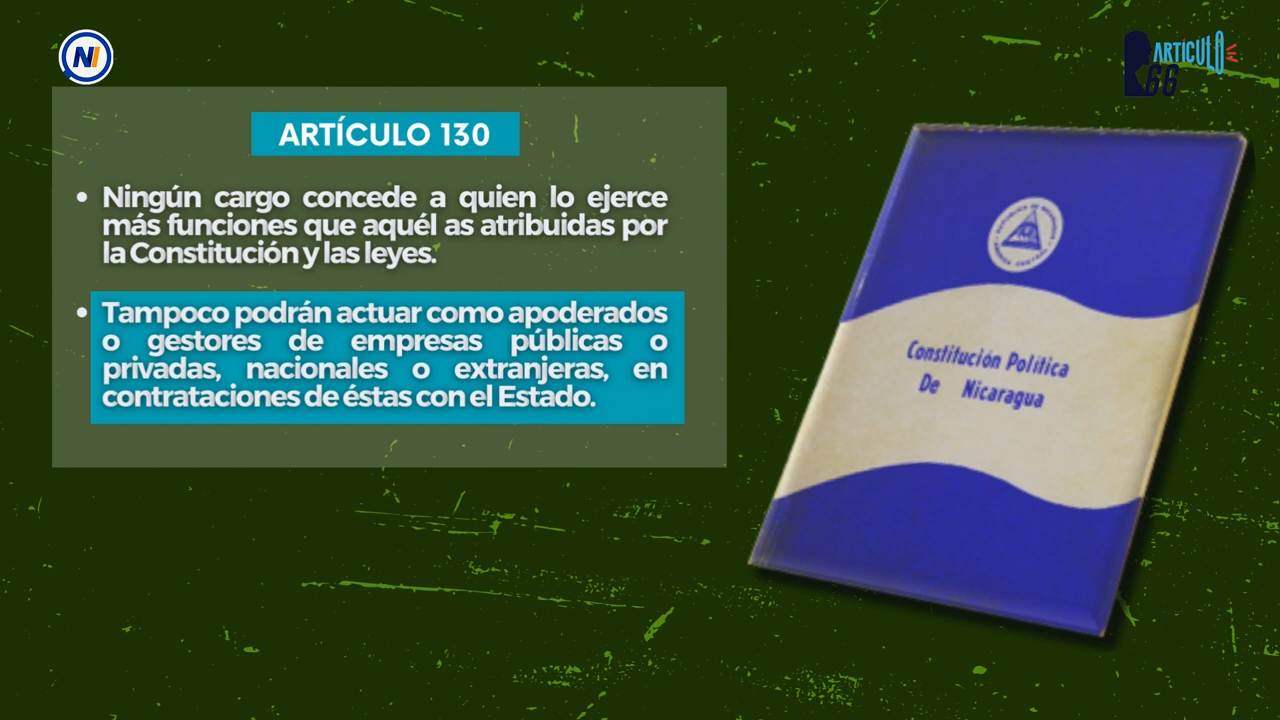 NI
ARTÍCULO
66
ARTÍCULO 130
• Ningún cargo concede a quien lo ejerce
más funciones que aquél as atribuidas por
la Constitución y las leyes.
• Tampoco podrán actuar como apoderados
o gestores de empresas públicas o
privadas, nacionales o extranjeras, en
contrataciones de éstas con el Estado.
Constitución Política
De Nicaragua